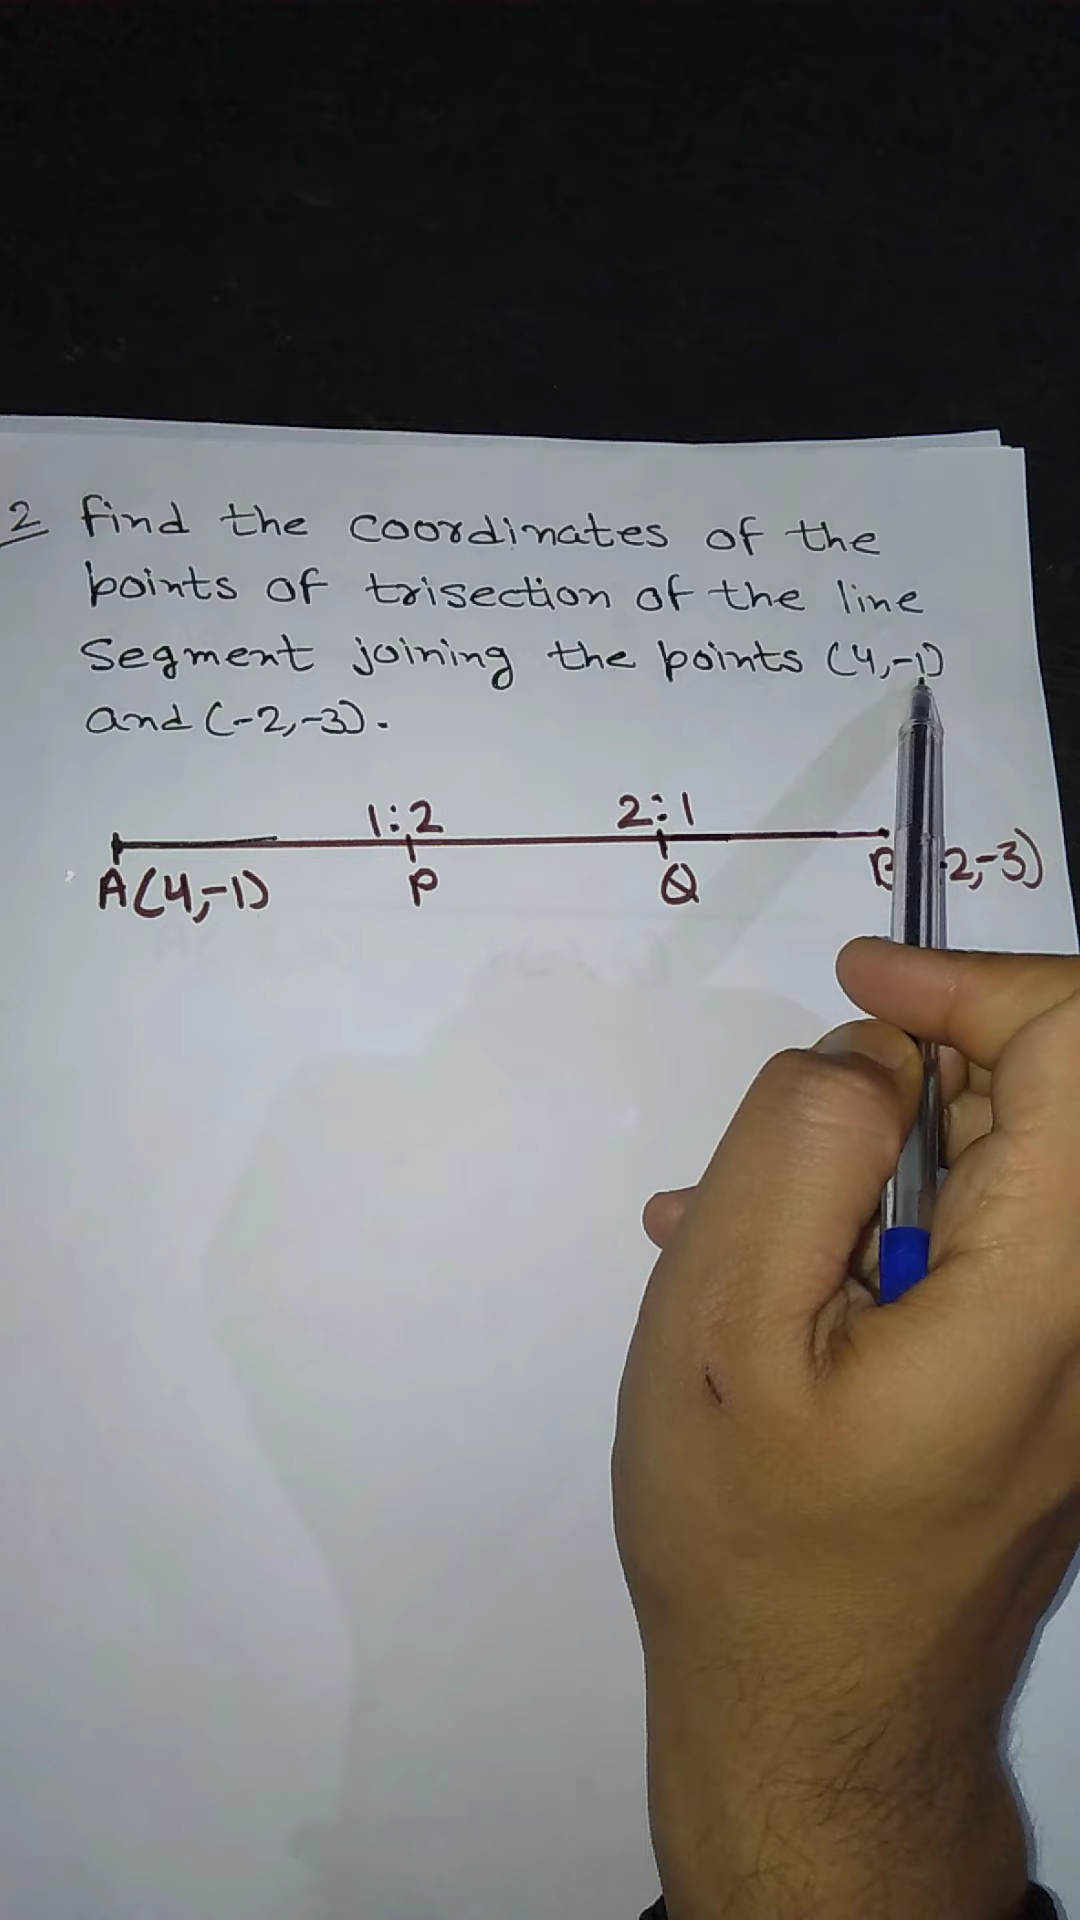 2 find the coordinates of the
points of trisection of the line
Segment joining the points (4,-1)
and (-2,-3).
1:2 2:1
A(4,-1) P Q 2,-3)